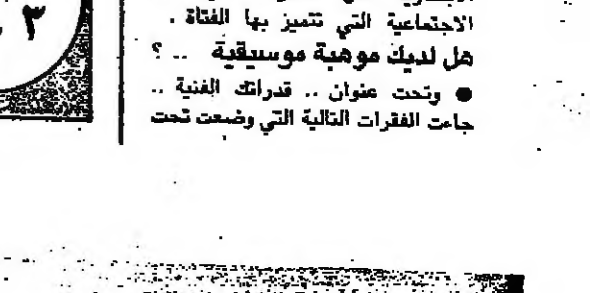 الاجتماعية التي تتميز بها الفتاة .
هل لديك موهبة موسيقية .. ؟
● وتحت عنوان .. قدراتك الفنية ..
جاءت الفقرات التالية التي وضعت تحت
٣